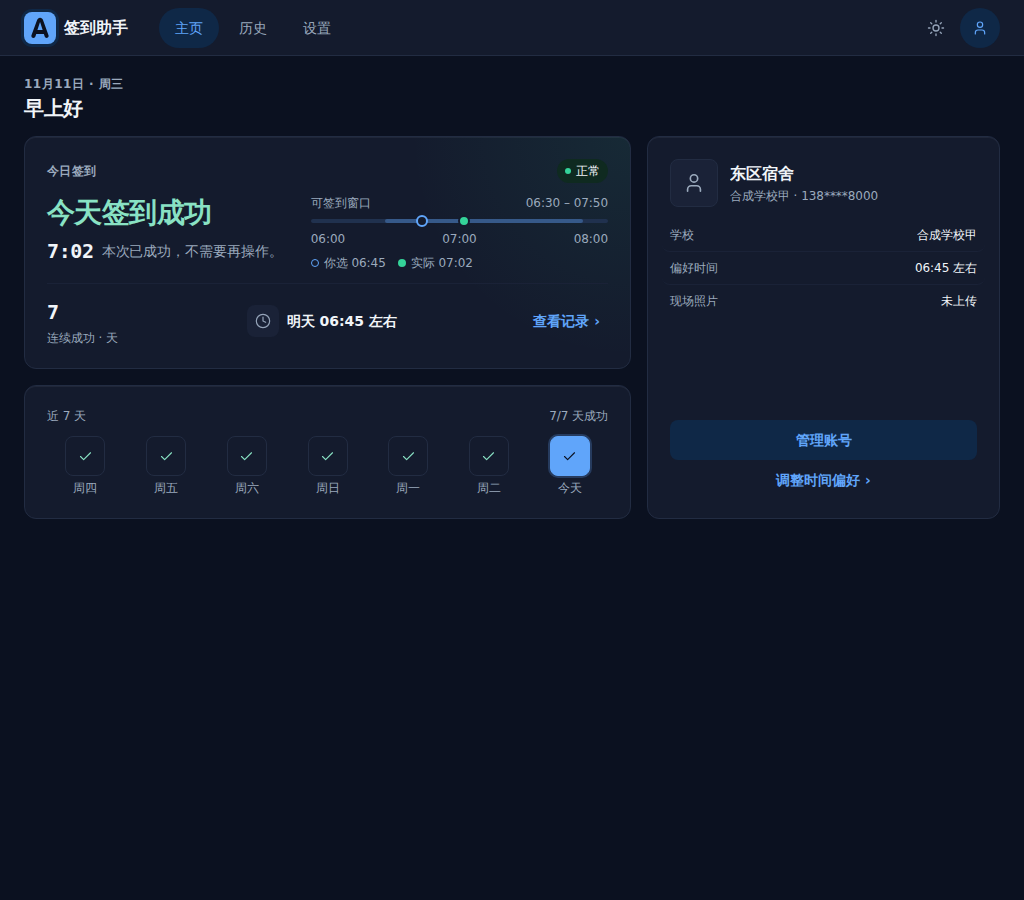 A 签到助手 主页 历史 设置
11月11日 · 周三
早上好
今日签到 正常
今天签到成功
7:02 本次已成功，不需要再操作。
可签到窗口 06:30 – 07:50
06:00 07:00 08:00
你选 06:45 实际 07:02
7
连续成功 · 天
明天 06:45 左右
查看记录 ›
近 7 天 7/7 天成功
周四 周五 周六 周日 周一 周二 今天
东区宿舍
合成学校甲 · 138****8000
学校 合成学校甲
偏好时间 06:45 左右
现场照片 未上传
管理账号
调整时间偏好 ›